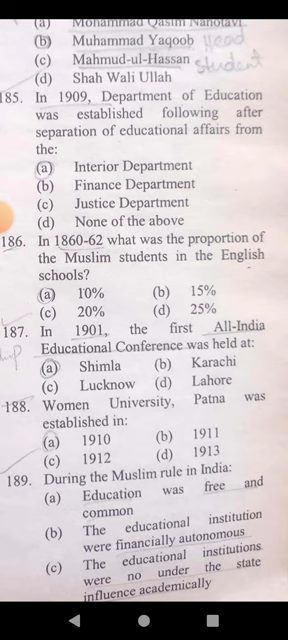 (a) Mohammad Qasim Nanotavi
(b) Muhammad Yaqoob Head
(c) Mahmud-ul-Hassan student
(d) Shah Wali Ullah
185. In 1909, Department of Education
was established following after
separation of educational affairs from
the:
(a) Interior Department
(b) Finance Department
(c) Justice Department
(d) None of the above
186. In 1860-62 what was the proportion of
the Muslim students in the English
schools?
(a) 10% (b) 15%
(c) 20% (d) 25%
187. In 1901, the first All-India
Educational Conference was held at:
(a) Shimla (b) Karachi
(c) Lucknow (d) Lahore
188. Women University, Patna was
established in:
(a) 1910 (b) 1911
(c) 1912 (d) 1913
189. During the Muslim rule in India:
(a) Education was free and
common
(b) The educational institution
were financially autonomous
(c) The educational institutions
were no under the state
influence academically